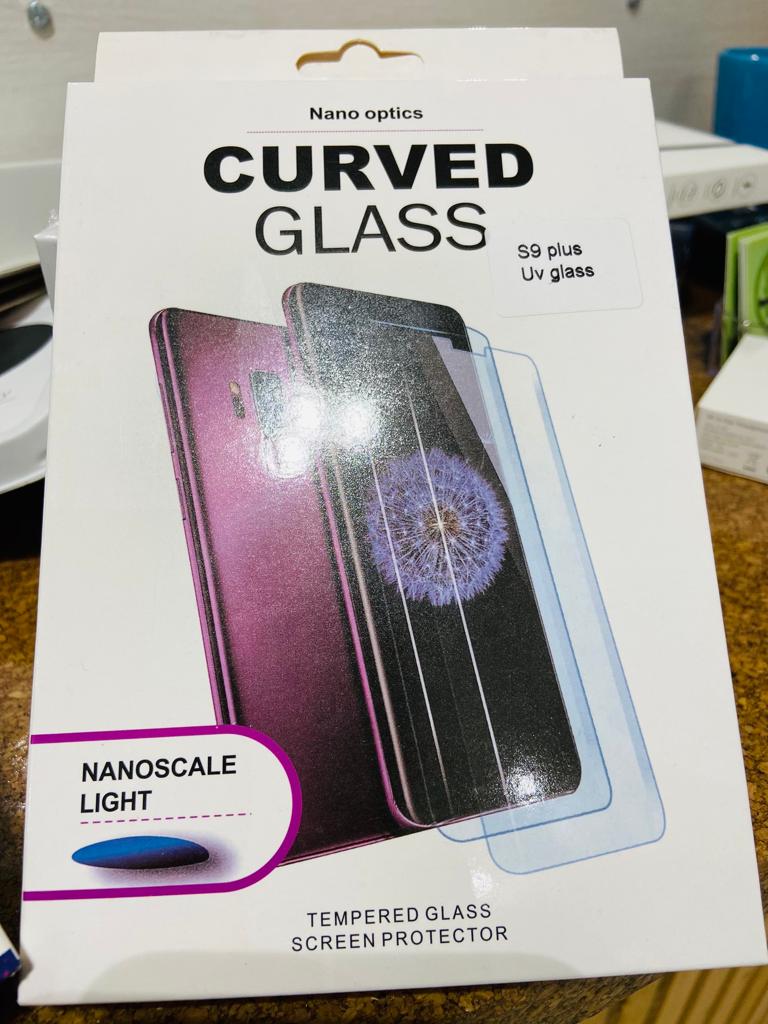 Nano optics
CURVED
GLASS
S9 plus
Uv glass
NANOSCALE
LIGHT
TEMPERED GLASS
SCREEN PROTECTOR